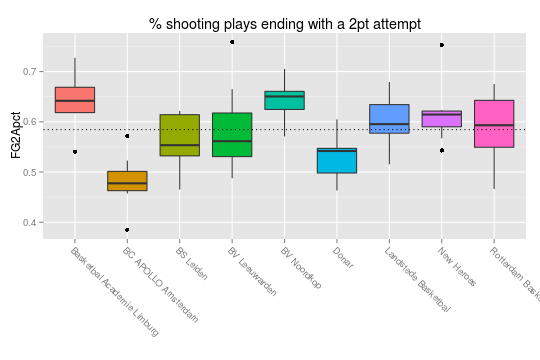 % shooting plays ending with a 2pt attempt
FG2Apct
0.7
0.6
0.5
0.4
Basketbal Academie Limburg
BC APOLLO Amsterdam
BS Leiden
BV Leeuwarden
BV Noordkop
Donar
Landstede Basketbal
New Heroes
Rotterdam Bask